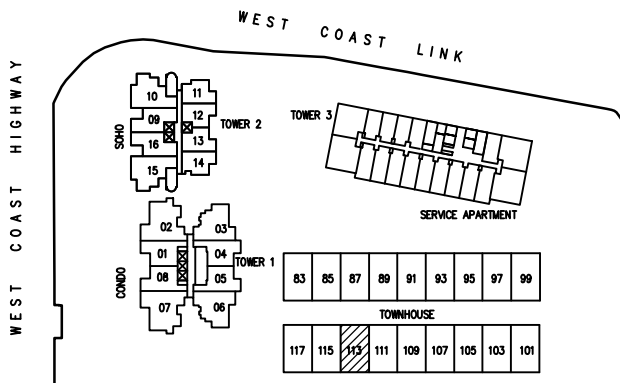 WEST COAST LINK
WEST COAST HIGHWAY
10 11
09 12
SOHO
TOWER 2
16 13
15 14
TOWER 3
SERVICE APARTMENT
02 03
01 04
TOWER 1
08 05
CONDO
07 06
83 85 87 89 91 93 95 97 99
TOWNHOUSE
117 115 113 111 109 107 105 103 101